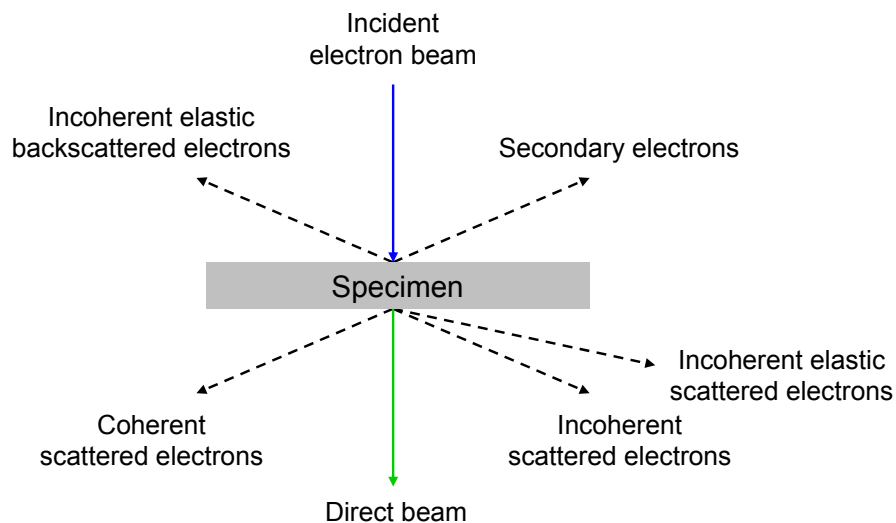 Incident
electron beam
Incoherent elastic
backscattered electrons
Secondary electrons
Specimen
Incoherent elastic
scattered electrons
Coherent
scattered electrons
Incoherent
scattered electrons
Direct beam